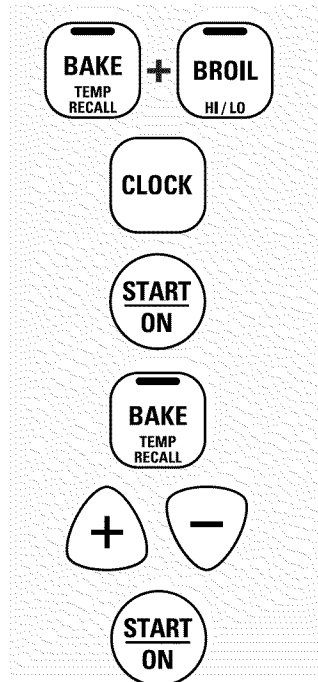 BAKE
TEMP
RECALL
+
BROIL
HI / LO
CLOCK
START
ON
BAKE
TEMP
RECALL
+ −
START
ON